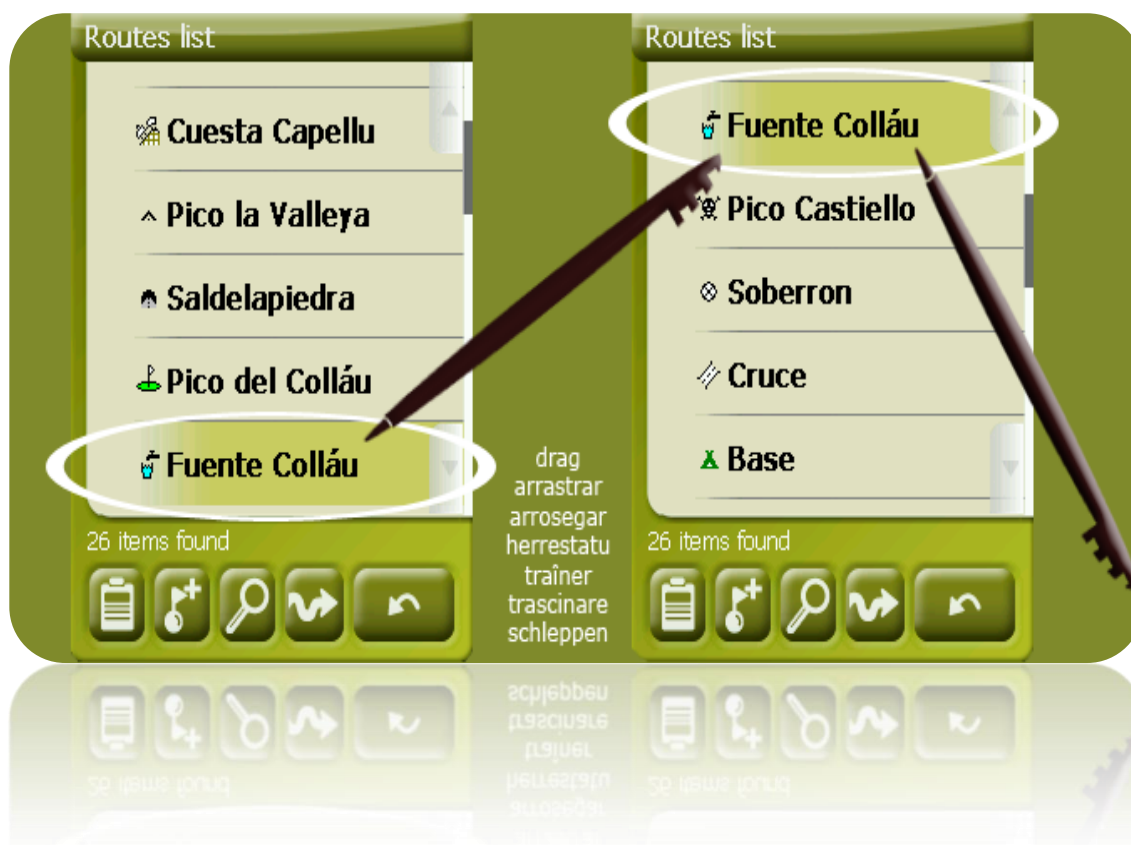 Routes list
Cuesta Capellu
Pico la Valleya
Saldelapiedra
Pico del Colláu
Fuente Colláu
26 items found
drag
arrastrar
arrosegar
herrestatu
traîner
trascinare
schleppen
Routes list
Fuente Colláu
Pico Castiello
Soberron
Cruce
Base
26 items found